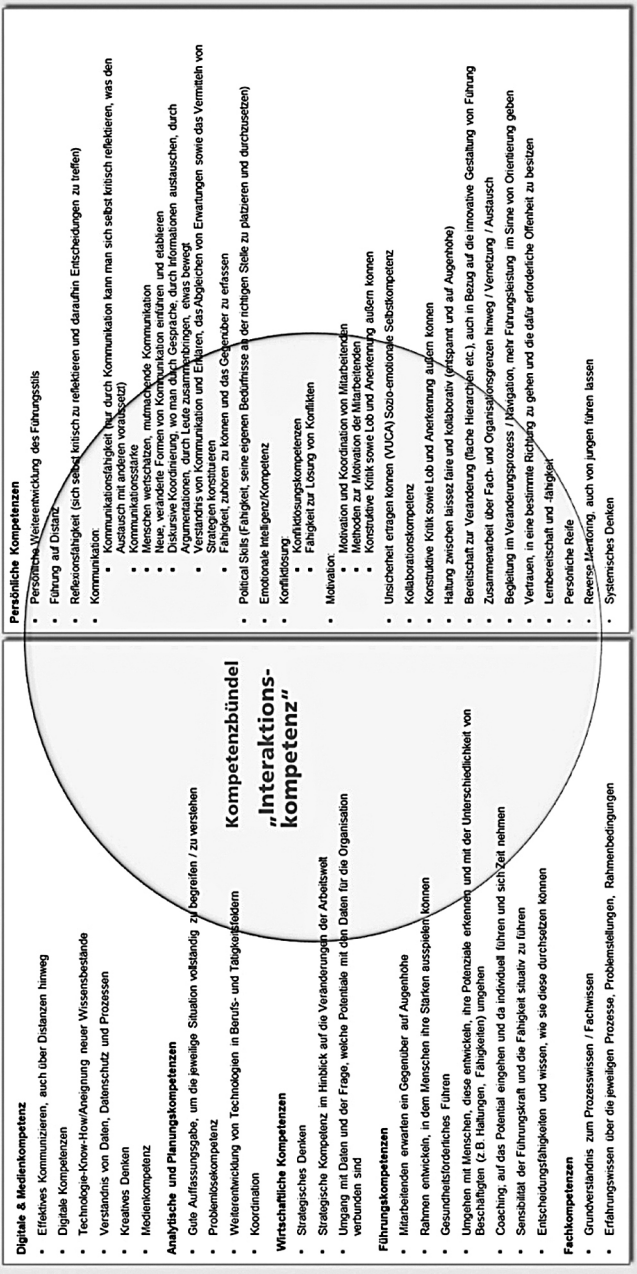 Digitale & Medienkompetenz
• Effektives Kommunizieren, auch über Distanzen hinweg
• Digitale Kompetenzen
• Technologie-Know-How/Aneignung neuer Wissensbestände
• Verständnis von Daten, Datenschutz und Prozessen
• Kreatives Denken
• Medienkompetenz
Analytische und Planungskompetenzen
• Gute Auffassungsgabe, um die jeweilige Situation vollständig zu begreifen / zu verstehen
• Problemlösekompetenz
• Weiterentwicklung von Technologien in Berufs- und Tätigkeitsfeldern
• Koordination
Wirtschaftliche Kompetenzen
• Strategisches Denken
• Strategische Kompetenz im Hinblick auf die Veränderungen der Arbeitswelt
• Umgang mit Daten und der Frage, welche Potentiale mit den Daten für die Organisation
verbunden sind
Führungskompetenzen
• Mitarbeitenden erwarten ein Gegenüber auf Augenhöhe
• Rahmen entwickeln, in dem Menschen ihre Stärken ausspielen können
• Gesundheitsförderliches Führen
• Umgehen mit Menschen, diese entwickeln, ihre Potenziale erkennen und mit der Unterschiedlichkeit von
Beschäftigten (z.B. Haltungen, Fähigkeiten) umgehen
• Coaching, auf das Potential eingehen und da individuell führen und sich Zeit nehmen
• Sensibilität der Führungskraft und die Fähigkeit situativ zu führen
• Entscheidungsfähigkeiten und wissen, wie sie diese durchsetzen können
Fachkompetenzen
• Grundverständnis zum Prozesswissen / Fachwissen
• Erfahrungswissen über die jeweiligen Prozesse, Problemstellungen, Rahmenbedingungen
Kompetenzbündel
„Interaktions-
kompetenz"
Persönliche Kompetenzen
• Persönliche Weiterentwicklung des Führungsstils
• Führung auf Distanz
• Reflexionsfähigkeit (sich selbst kritisch zu reflektieren und daraufhin Entscheidungen zu treffen)
• Kommunikation:
• Kommunikationsfähigkeit (nur durch Kommunikation kann man sich selbst kritisch reflektieren, was den
Austausch mit anderen voraussetzt)
• Kommunikationsstärke
• Menschen wertschätzen, mutmachende Kommunikation
• Neue, veränderte Formen von Kommunikation einführen und etablieren
• Diskursive Koordinierung, wo man durch Gespräche, durch Informationen austauschen, durch
Argumentationen, durch Leute zusammenbringen, etwas bewegt
• Verständnis von Kommunikation und Erklären, das Abgleichen von Erwartungen sowie das Vermitteln von
Strategien konstituieren
• Fähigkeit, zuhören zu können und das Gegenüber zu erfassen
• Political Skills (Fähigkeit, seine eigenen Bedürfnisse an der richtigen Stelle zu platzieren und durchzusetzen)
• Emotionale Intelligenz/Kompetenz
• Konfliktlösung:
• Konfliktlösungskompetenzen
• Fähigkeit zur Lösung von Konflikten
• Motivation:
• Motivation und Koordination von Mitarbeitenden
• Methoden zur Motivation der Mitarbeitenden
• Konstruktive Kritik sowie Lob und Anerkennung äußern können
• Unsicherheit ertragen können (VUCA) Sozio-emotionale Selbstkompetenz
• Kollaborationskompetenz
• Konstruktive Kritik sowie Lob und Anerkennung äußern können
• Haltung zwischen laissez faire und kollaborativ (entspannt und auf Augenhöhe)
• Bereitschaft zur Veränderung (flache Hierarchien etc.), auch in Bezug auf die innovative Gestaltung von Führung
• Zusammenarbeit über Fach- und Organisationsgrenzen hinweg / Vernetzung / Austausch
• Begleitung im Veränderungsprozess / Navigation, mehr Führungsleistung im Sinne von Orientierung geben
• Vertrauen, in eine bestimmte Richtung zu gehen und die dafür erforderliche Offenheit zu besitzen
• Lernbereitschaft und -fähigkeit
• Persönliche Reife
• Reverse Mentoring, auch von jungen führen lassen
• Systemisches Denken